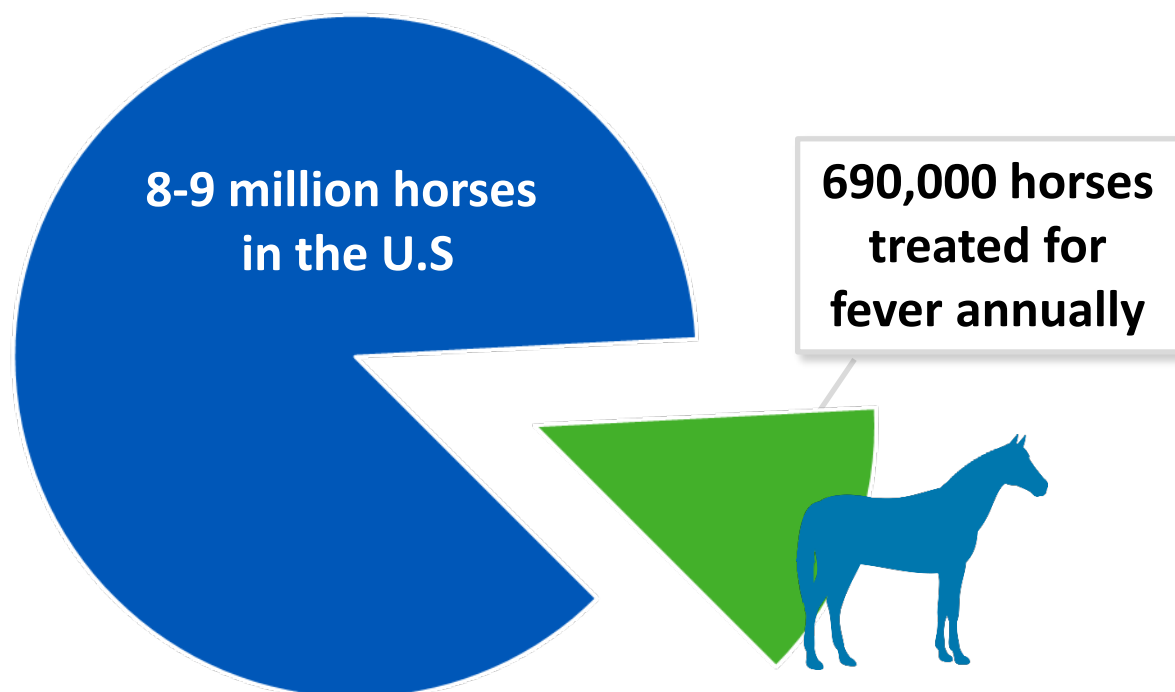 8-9 million horses
in the U.S
690,000 horses
treated for
fever annually